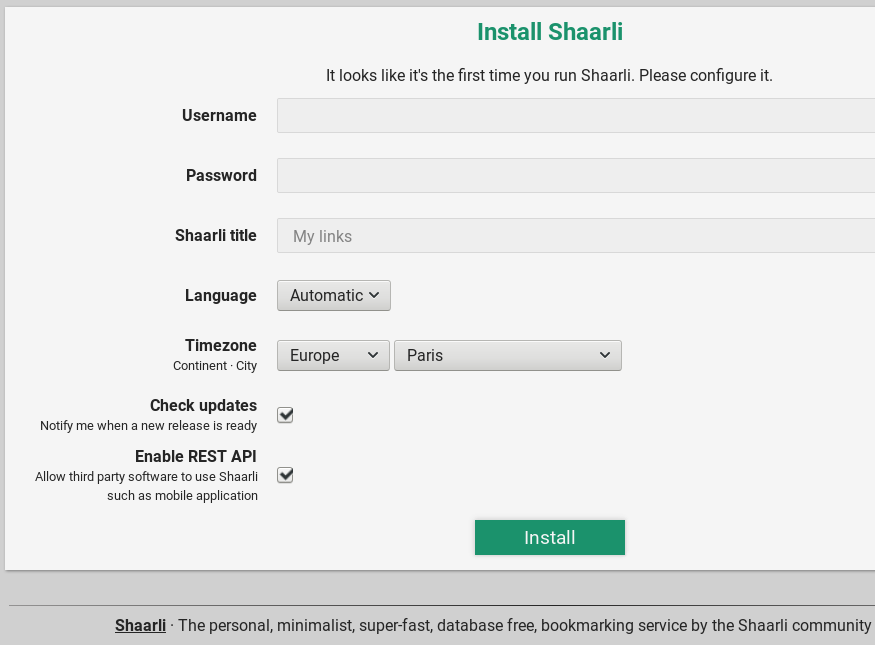 Install Shaarli
It looks like it's the first time you run Shaarli. Please configure it.
Username
Password
Shaarli title My links
Language Automatic
Timezone
Continent · City Europe Paris
Check updates
Notify me when a new release is ready
Enable REST API
Allow third party software to use Shaarli
such as mobile application
Install
Shaarli · The personal, minimalist, super-fast, database free, bookmarking service by the Shaarli community